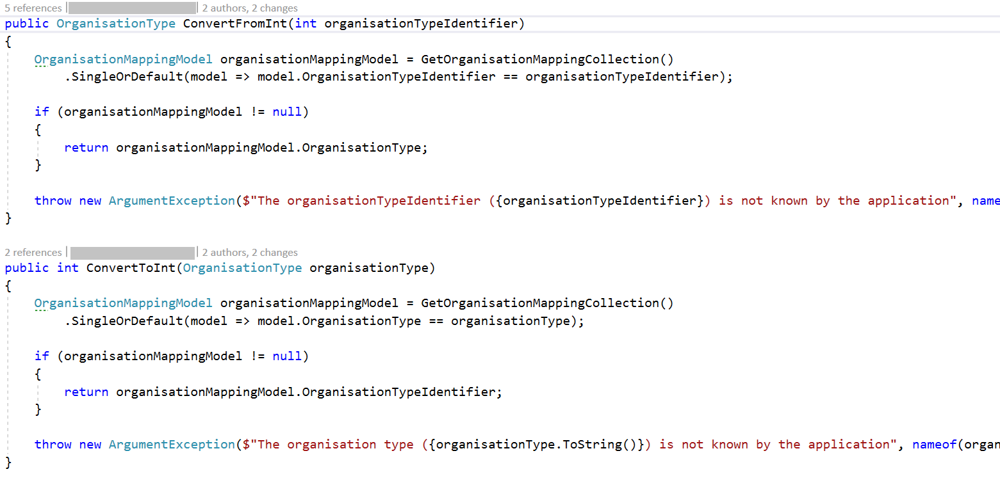 5 references | | 2 authors, 2 changes
public OrganisationType ConvertFromInt(int organisationTypeIdentifier)
{
    OrganisationMappingModel organisationMappingModel = GetOrganisationMappingCollection()
        .SingleOrDefault(model => model.OrganisationTypeIdentifier == organisationTypeIdentifier);
    if (organisationMappingModel != null)
    {
        return organisationMappingModel.OrganisationType;
    }
    throw new ArgumentException($"The organisationTypeIdentifier ({organisationTypeIdentifier}) is not known by the application", name
}
2 references | | 2 authors, 2 changes
public int ConvertToInt(OrganisationType organisationType)
{
    OrganisationMappingModel organisationMappingModel = GetOrganisationMappingCollection()
        .SingleOrDefault(model => model.OrganisationType == organisationType);
    if (organisationMappingModel != null)
    {
        return organisationMappingModel.OrganisationTypeIdentifier;
    }
    throw new ArgumentException($"The organisation type ({organisationType.ToString()}) is not known by the application", nameof(organ
}